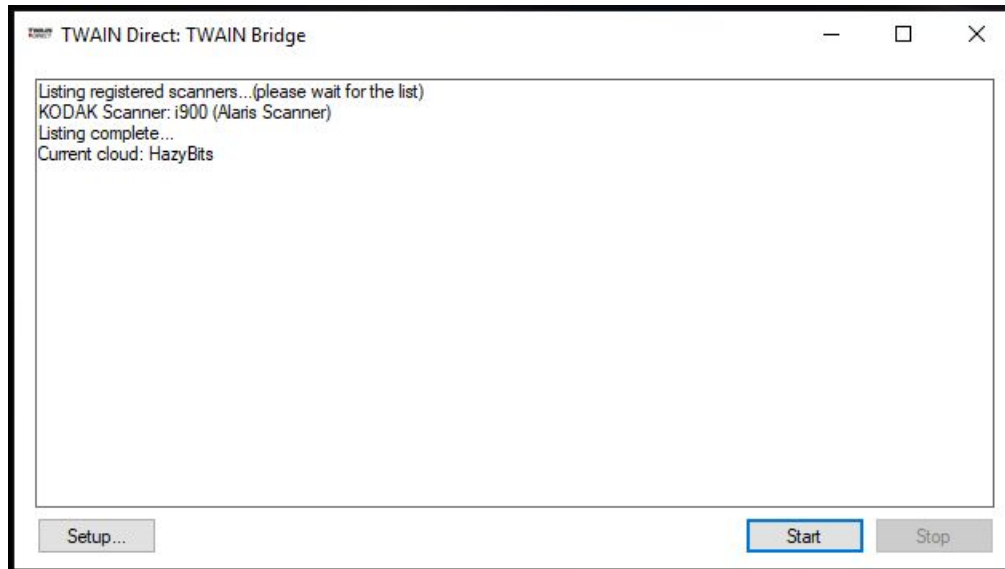 TWAIN Direct: TWAIN Bridge
Listing registered scanners...(please wait for the list)
KODAK Scanner: i900 (Alaris Scanner)
Listing complete...
Current cloud: HazyBits
Setup...
Start
Stop